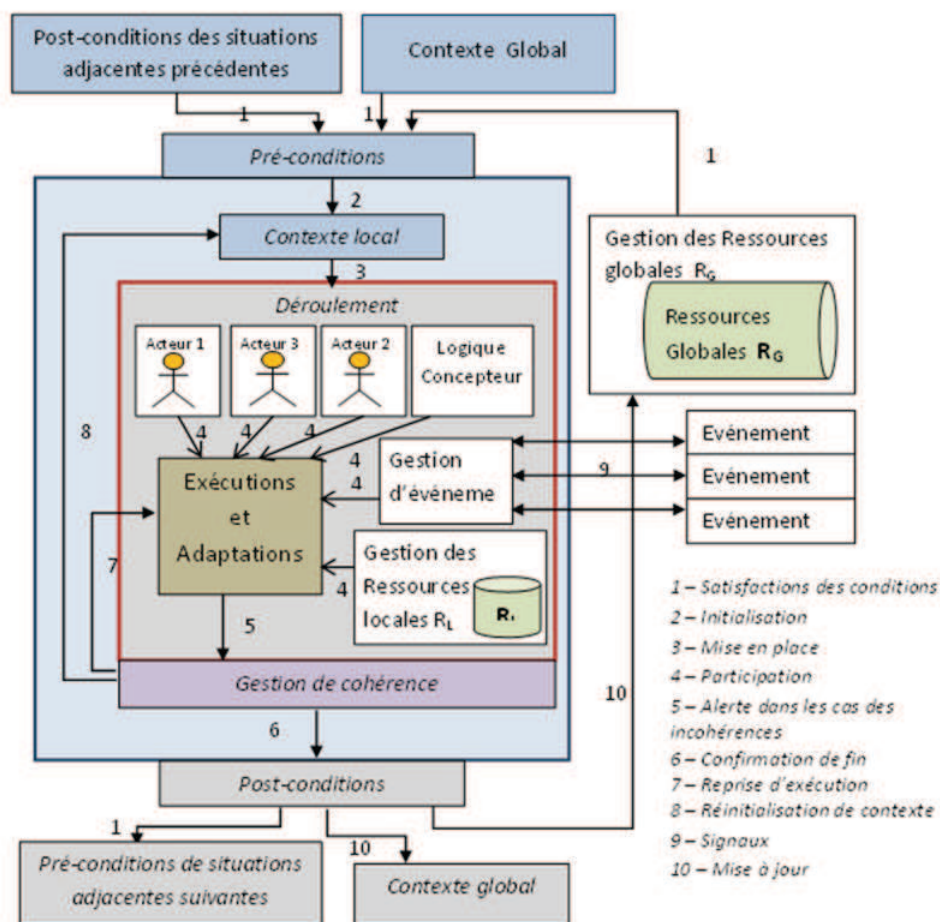 Post-conditions des situations
adjacentes précédentes
Contexte Global
1
1
1
Pré-conditions
2
Contexte local
3
Gestion des Ressources
globales R_G
Ressources
Globales R_G
Déroulement
Acteur 1
Acteur 3
Acteur 2
Logique
Concepteur
4
4
4
4
8
Exécutions
et
Adaptations
Gestion
d'événeme
4
9
Evénement
Evénement
Evénement
7
Gestion des
Ressources
locales R_L
4
5
Gestion de cohérence
6
10
Post-conditions
1
10
Pré-conditions de situations
adjacentes suivantes
Contexte global
1 – Satisfactions des conditions
2 – Initialisation
3 – Mise en place
4 – Participation
5 – Alerte dans les cas des
incohérences
6 – Confirmation de fin
7 – Reprise d'exécution
8 – Réinitialisation de contexte
9 – Signaux
10 – Mise à jour